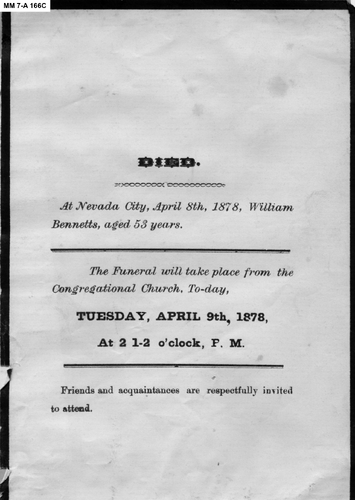 MM 7-A 166C
DIED.
At Nevada City, April 8th, 1878, William
Bennetts, aged 53 years.
The Funeral will take place from the
Congregational Church, To-day,
TUESDAY, APRIL 9th, 1878,
At 2 1-2 o'clock, P. M.
Friends and acquaintances are respectfully invited
to attend.